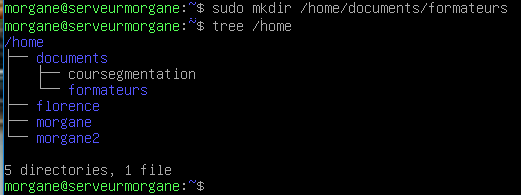 morgane@serveurmorgane:~$ sudo mkdir /home/documents/formateurs
morgane@serveurmorgane:~$ tree /home
/home
├── documents
│   ├── coursegmentation
│   └── formateurs
├── florence
├── morgane
└── morgane2

5 directories, 1 file
morgane@serveurmorgane:~$